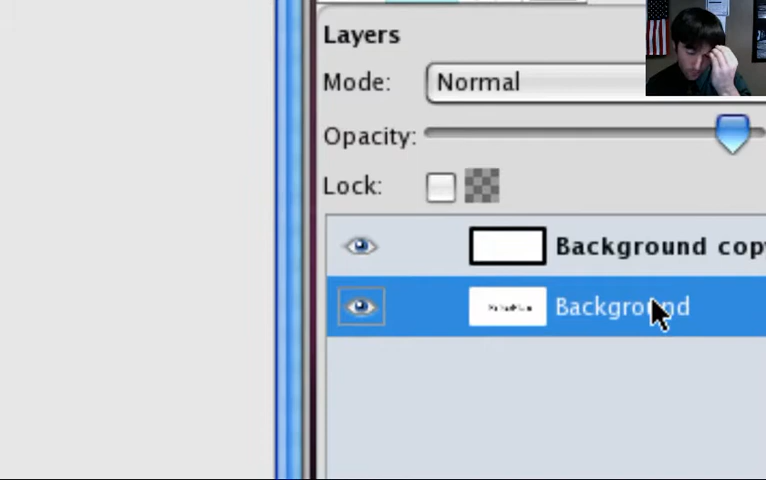 Layers
Mode: Normal
Opacity:
Lock:
Background cop
Background